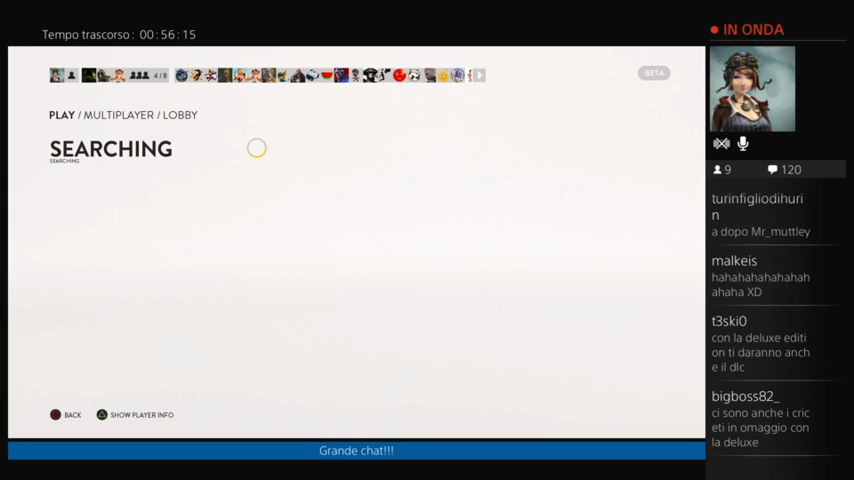 Tempo trascorso: 00:56:15
IN ONDA
4/8
BETA
PLAY / MULTIPLAYER / LOBBY
SEARCHING
SEARCHING
9 120
turinfigliodihuri
n
a dopo Mr_muttley
malkeis
hahahahahahahah
ahaha XD
t3ski0
con la deluxe editi
on ti daranno anch
e il dlc
bigboss82_
ci sono anche i cric
eti in omaggio con
la deluxe
BACK SHOW PLAYER INFO
Grande chat!!!